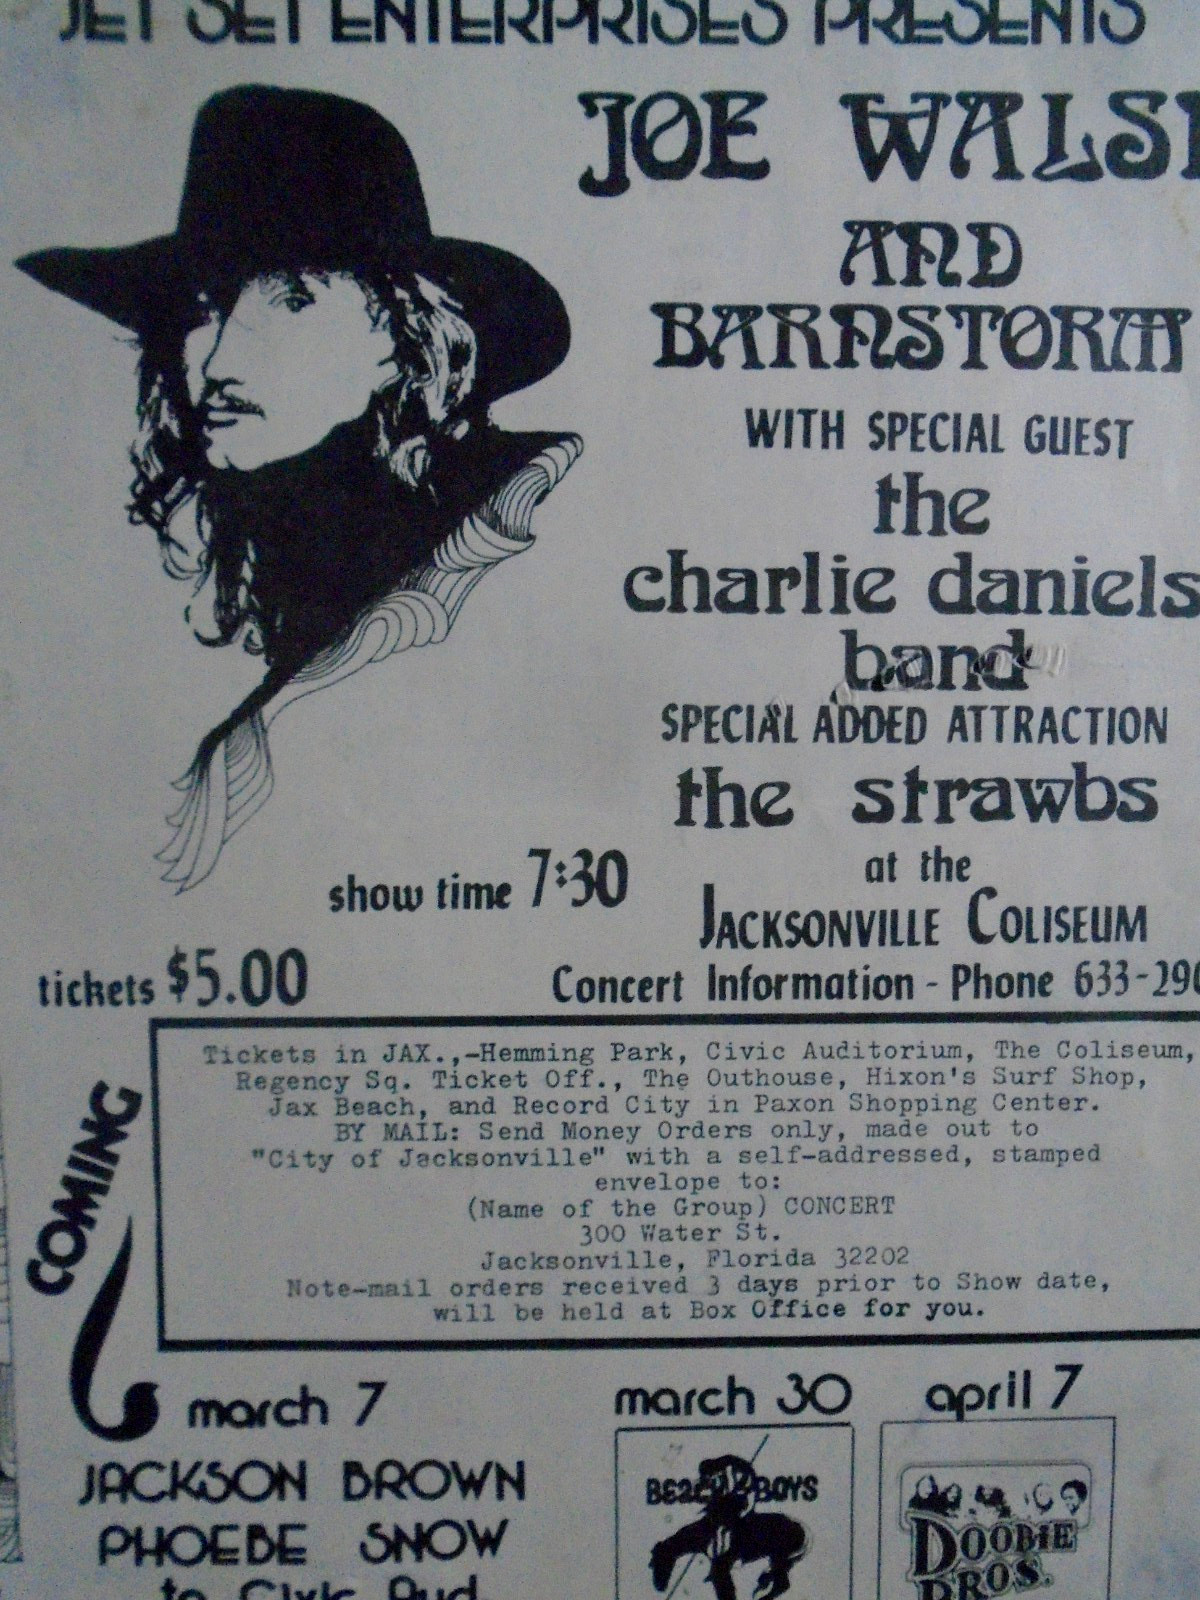 JET SET ENTERPRISES PRESENTS
JOE WALSH
AND
BARNSTORM
WITH SPECIAL GUEST
the
charlie daniels
band
SPECIAL ADDED ATTRACTION
the strawbs
at the
show time 7:30
JACKSONVILLE COLISEUM
tickets $5.00
Concert Information - Phone 633-290
Tickets in JAX.,-Hemming Park, Civic Auditorium, The Coliseum,
Regency Sq. Ticket Off., The Outhouse, Hixon's Surf Shop,
Jax Beach, and Record City in Paxon Shopping Center.
BY MAIL: Send Money Orders only, made out to
"City of Jacksonville" with a self-addressed, stamped
envelope to:
(Name of the Group) CONCERT
300 Water St.
Jacksonville, Florida 32202
Note-mail orders received 3 days prior to Show date,
will be held at Box Office for you.
COMING
march 7
JACKSON BROWN
PHOEBE SNOW
to Civic Aud.
march 30
BEACH BOYS
april 7
DOOBIE
BROS.